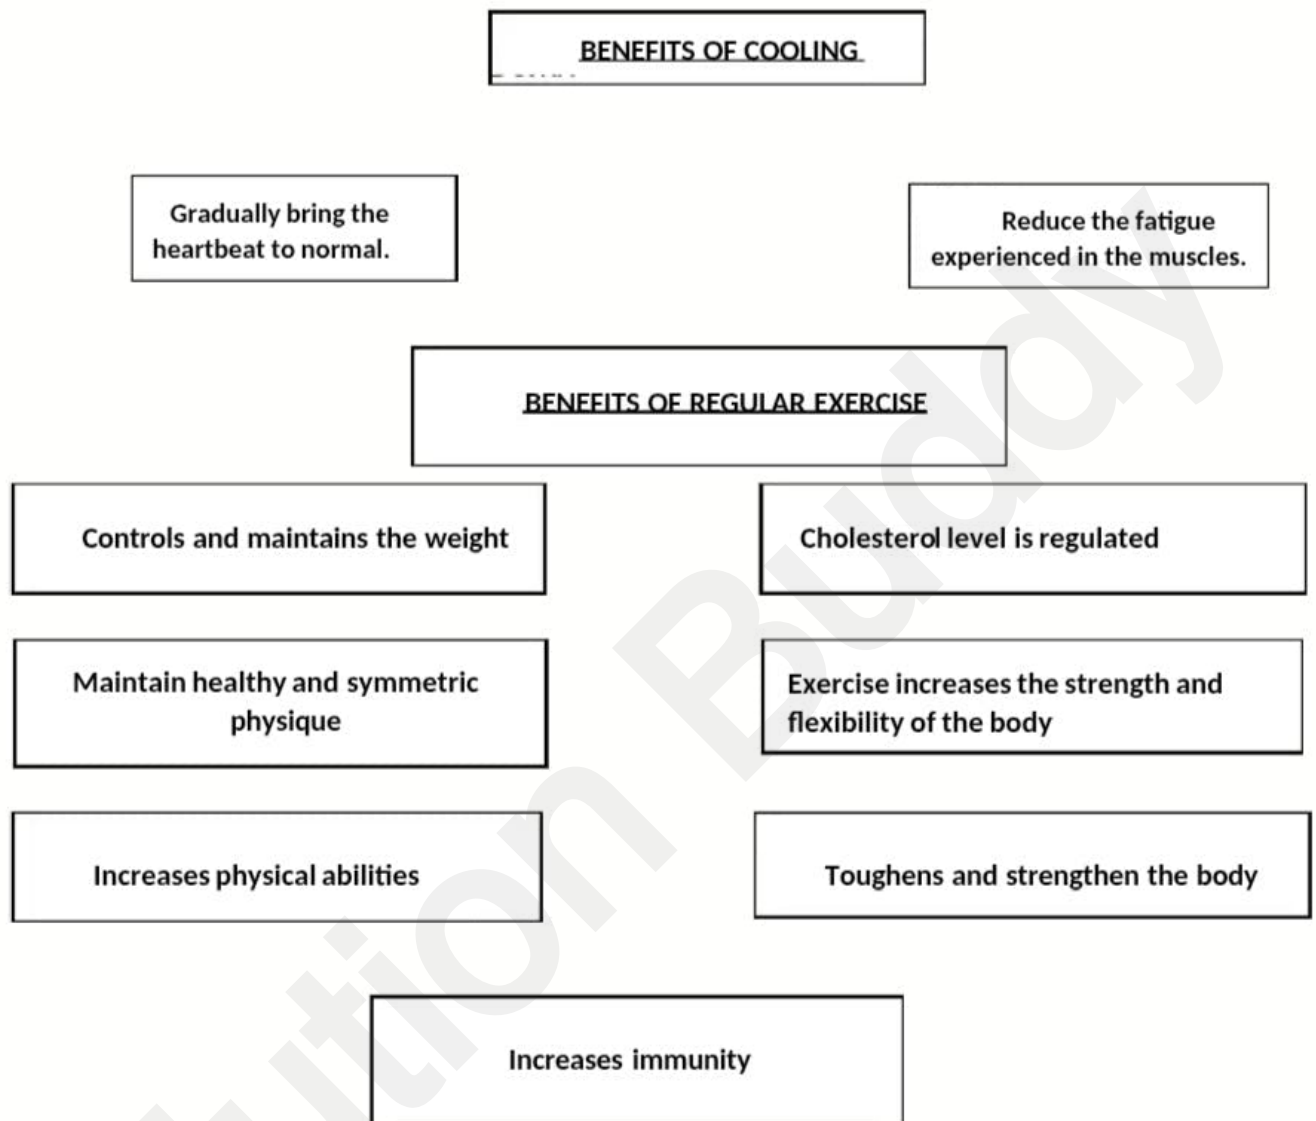 BENEFITS OF COOLING
Gradually bring the
heartbeat to normal.
Reduce the fatigue
experienced in the muscles.
BENEFITS OF REGULAR EXERCISE
Controls and maintains the weight
Cholesterol level is regulated
Maintain healthy and symmetric
physique
Exercise increases the strength and
flexibility of the body
Increases physical abilities
Toughens and strengthen the body
Increases immunity
ution Buddy